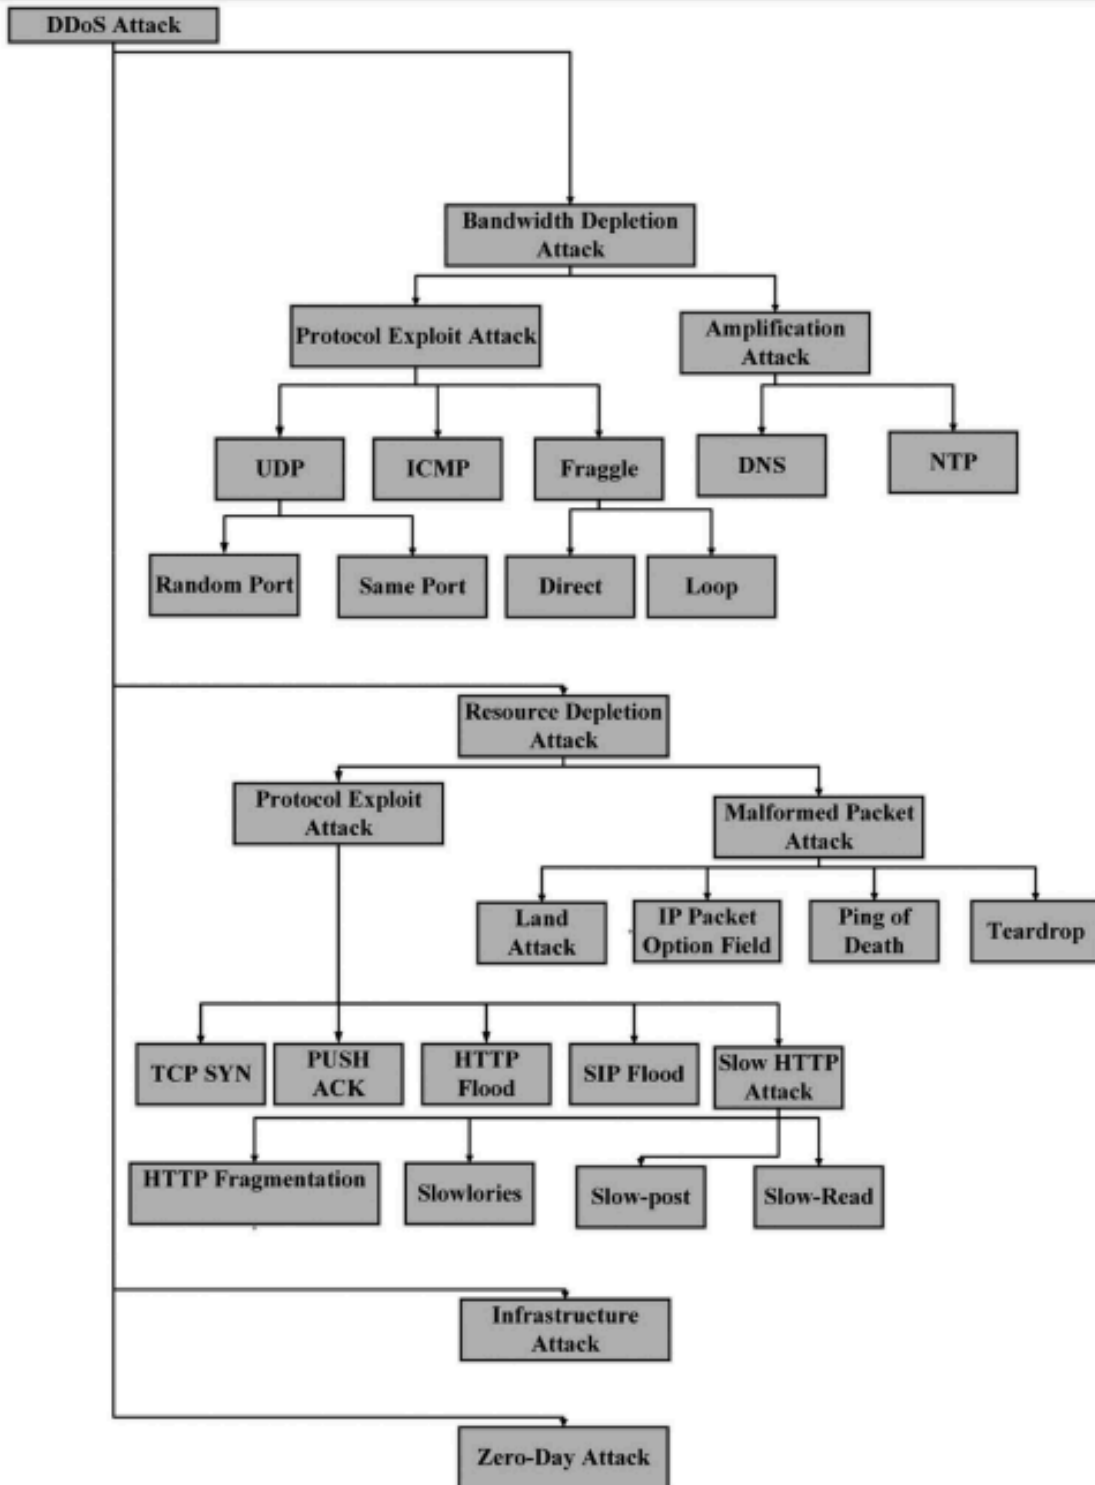 DDoS Attack
Bandwidth Depletion
Attack
Protocol Exploit Attack
Amplification
Attack
UDP
ICMP
Fraggle
DNS
NTP
Random Port
Same Port
Direct
Loop
Resource Depletion
Attack
Protocol Exploit
Attack
Malformed Packet
Attack
Land
Attack
IP Packet
Option Field
Ping of
Death
Teardrop
TCP SYN
PUSH
ACK
HTTP
Flood
SIP Flood
Slow HTTP
Attack
HTTP Fragmentation
Slowlories
Slow-post
Slow-Read
Infrastructure
Attack
Zero-Day Attack